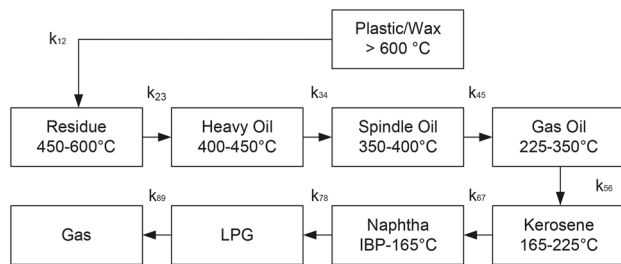 Plastic/Wax
> 600 °C
k12
k23
k34
k45
Residue
450-600°C
Heavy Oil
400-450°C
Spindle Oil
350-400°C
Gas Oil
225-350°C
k56
k67
k78
k89
Kerosene
165-225°C
Naphtha
IBP-165°C
LPG
Gas